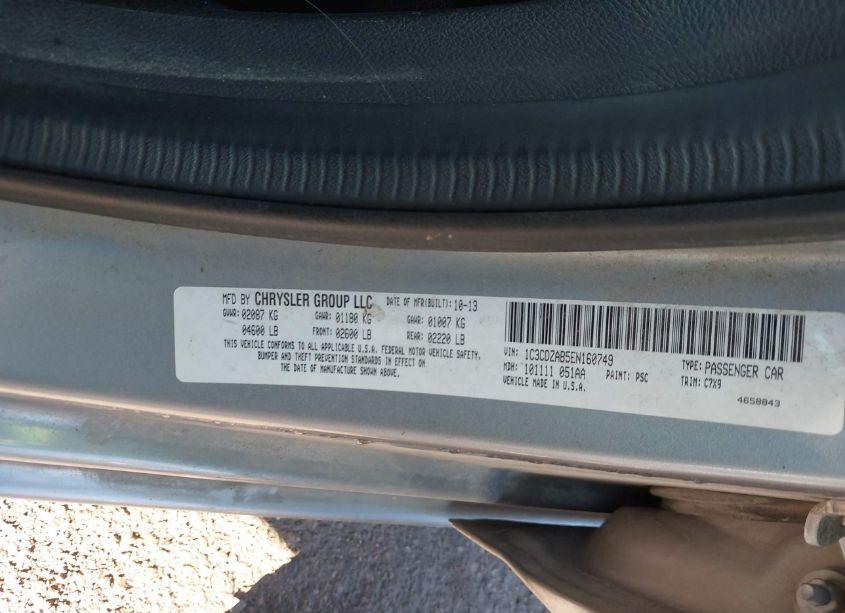 MFD BY CHRYSLER GROUP LLC DATE OF MFR(BUILT): 10-13
GVWR: 02087 KG GAWR: 01180 KG GAWR: 01007 KG
04600 LB FRONT: 02600 LB REAR: 02220 LB
THIS VEHICLE CONFORMS TO ALL APPLICABLE U.S.A. FEDERAL MOTOR VEHICLE SAFETY,
BUMPER AND THEFT PREVENTION STANDARDS IN EFFECT ON
THE DATE OF MANUFACTURE SHOWN ABOVE.
VIN: 1C3CDZAB5EN160749 TYPE: PASSENGER CAR
MDH: 101111 051AA PAINT: PSC TRIM: C7X9
VEHICLE MADE IN U.S.A.
4658843